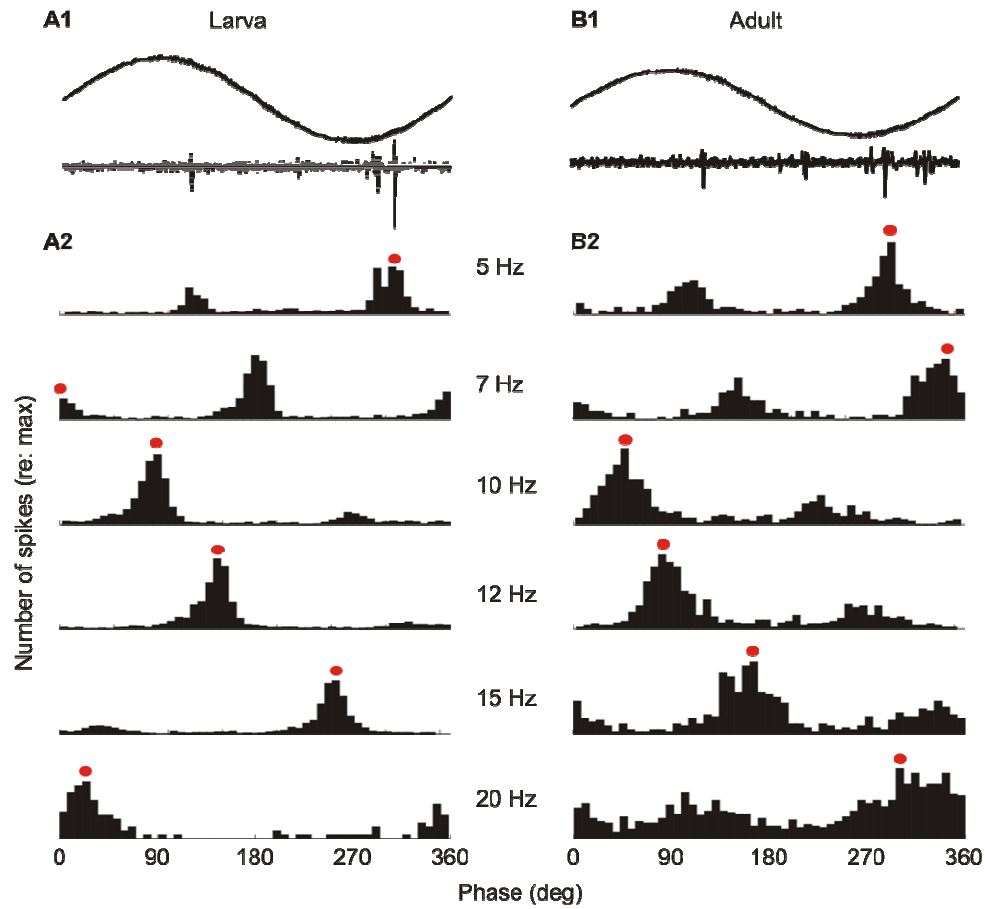 A1 Larva B1 Adult
A2 B2
5 Hz
7 Hz
10 Hz
12 Hz
15 Hz
20 Hz
Number of spikes (re: max)
0 90 180 270 360 0 90 180 270 360
Phase (deg)